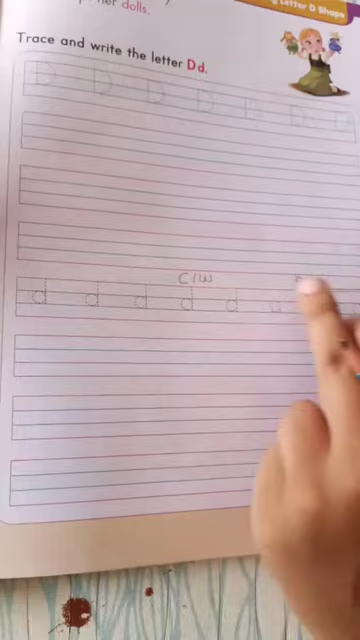 Letter D Shape
her dolls.
Trace and write the letter Dd.
D D D D D D D
C/W
d d d d d d